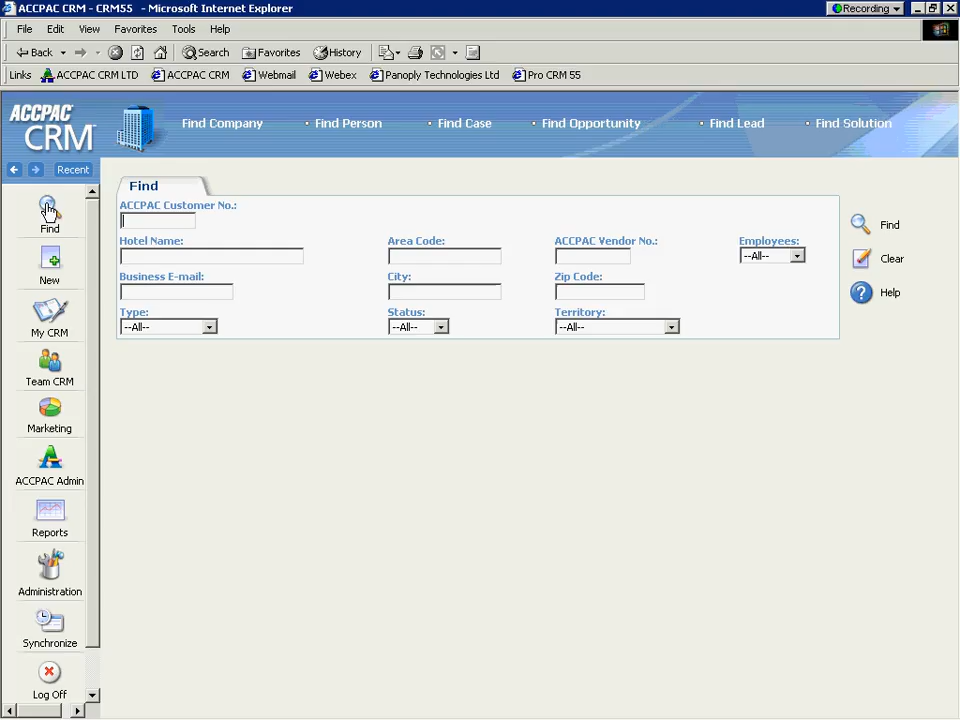 ACCPAC CRM - CRM55 - Microsoft Internet Explorer
Recording
File Edit View Favorites Tools Help
Back Search Favorites History
Links ACCPAC CRM LTD ACCPAC CRM Webmail Webex Panoply Technologies Ltd Pro CRM 55
ACCPAC CRM
Find Company Find Person Find Case Find Opportunity Find Lead Find Solution
Recent
Find
New
My CRM
Team CRM
Marketing
ACCPAC Admin
Reports
Administration
Synchronize
Log Off
Find
ACCPAC Customer No.:
Hotel Name: Area Code: ACCPAC Vendor No.: Employees:
--All--
Business E-mail: City: Zip Code:
Type: Status: Territory:
--All-- --All-- --All--
Find
Clear
Help